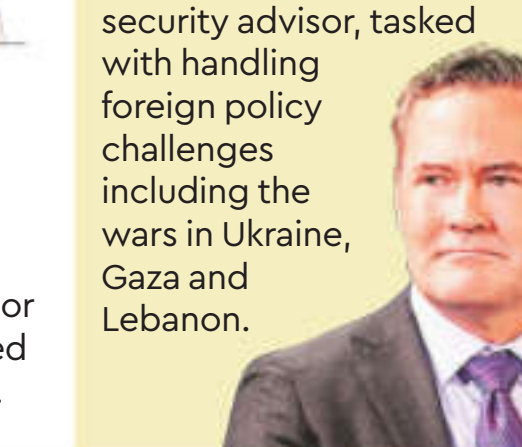 security advisor, tasked
with handling
foreign policy
challenges
including the
wars in Ukraine,
Gaza and
Lebanon.
or
ed